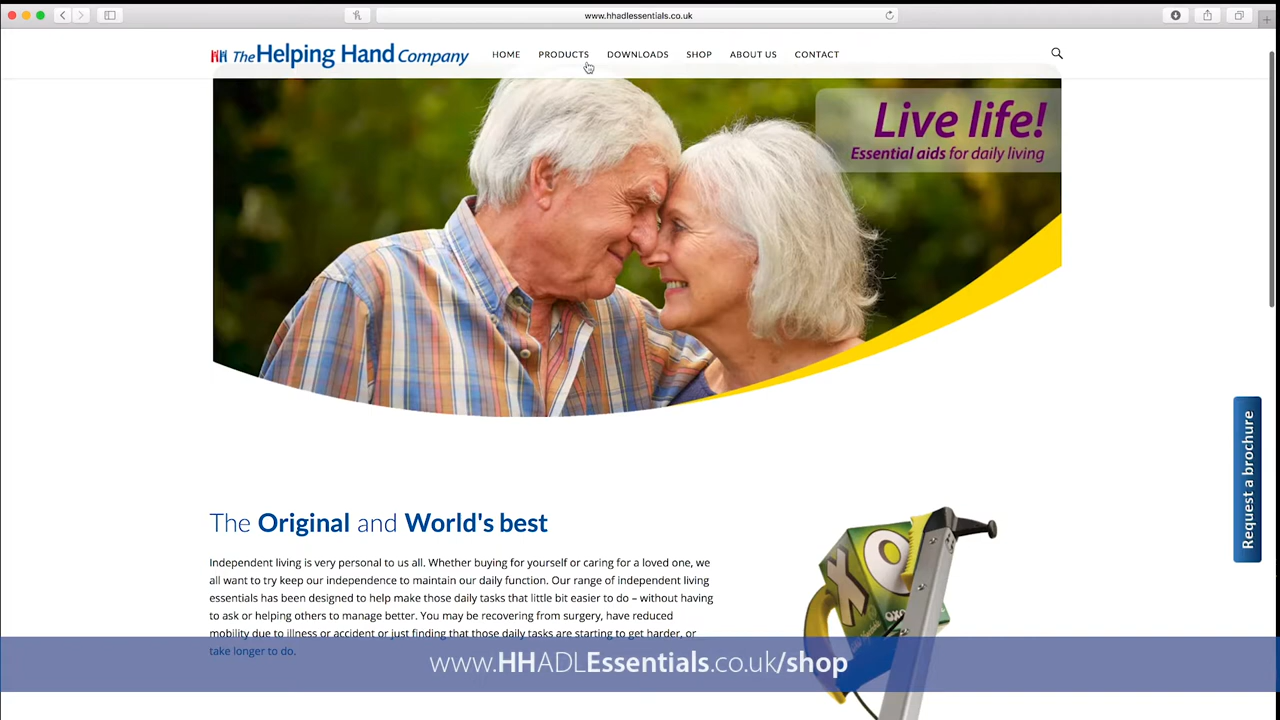 www.hhadlessentials.co.uk
The Helping Hand Company
HOME PRODUCTS DOWNLOADS SHOP ABOUT US CONTACT
Live life!
Essential aids for daily living
Request a brochure
The Original and World's best
Independent living is very personal to us all. Whether buying for yourself or caring for a loved one, we
all want to try keep our independence to maintain our daily function. Our range of independent living
essentials has been designed to help make those daily tasks that little bit easier to do – without having
to ask or helping others to manage better. You may be recovering from surgery, have reduced
mobility due to illness or accident or just finding that those daily tasks are starting to get harder, or
take longer to do.
OXO
www.HHADLEssentials.co.uk/shop